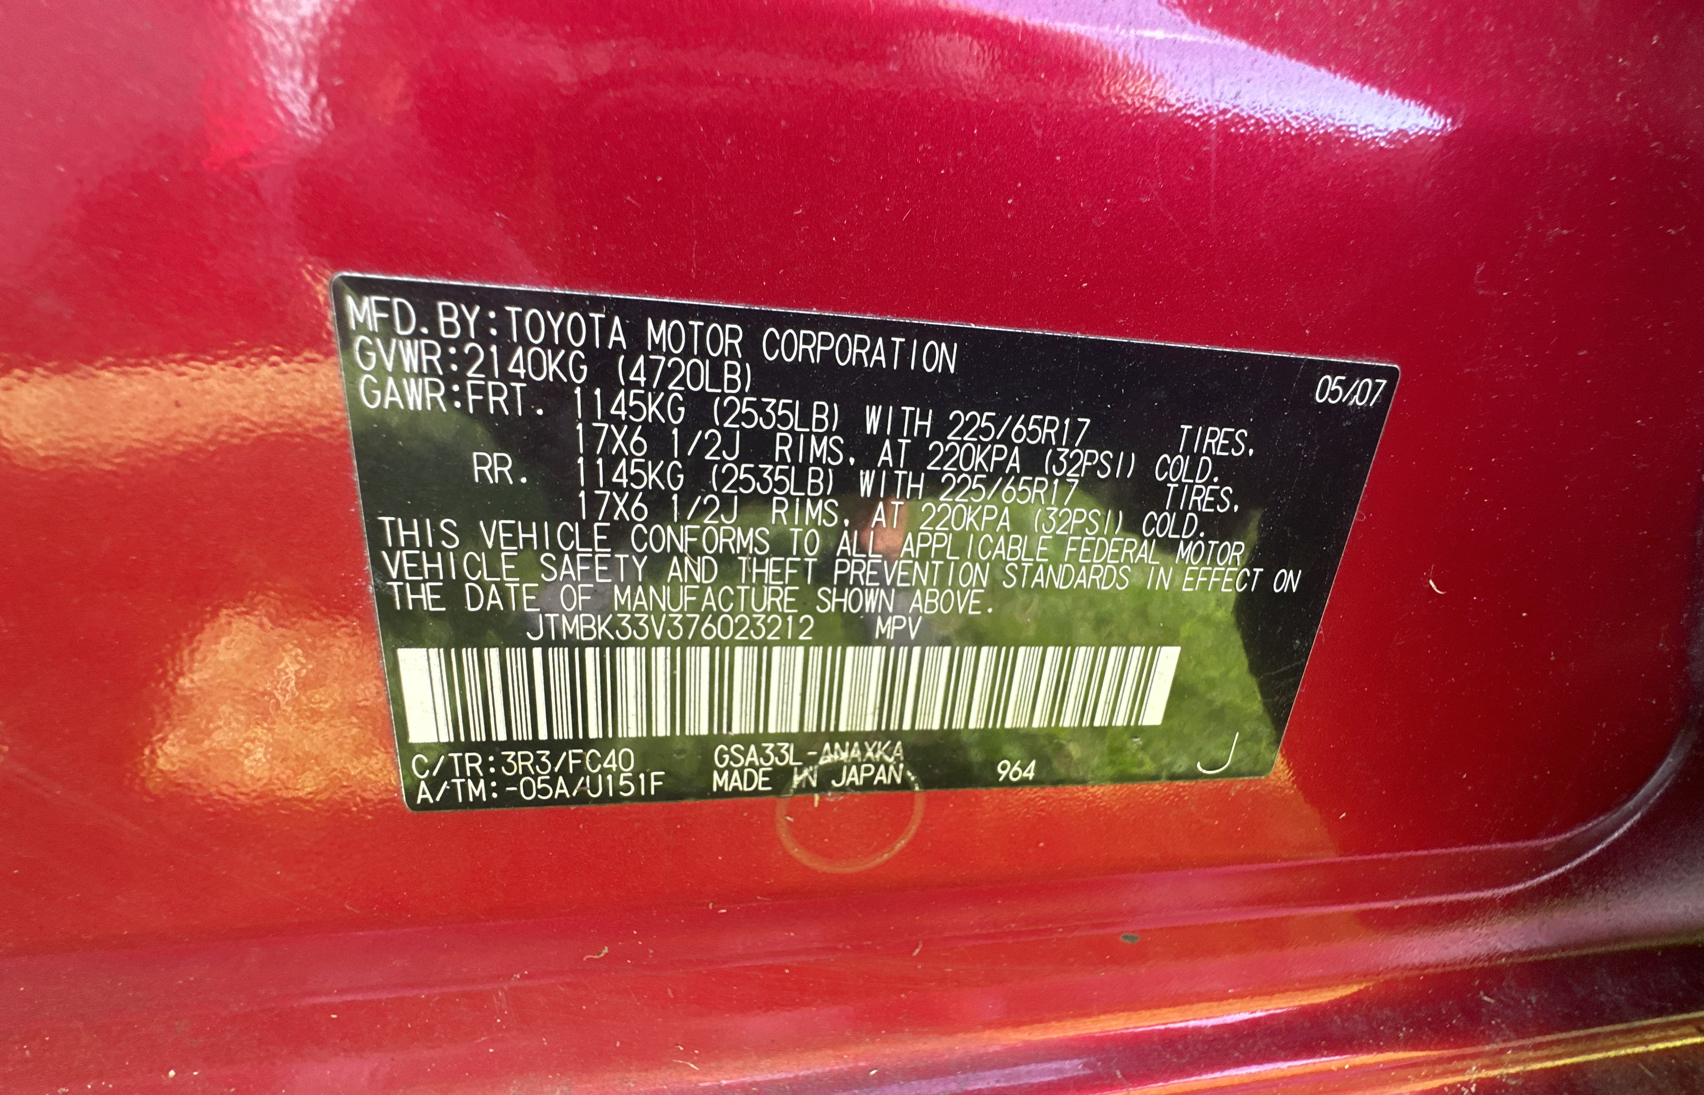 MFD. BY:TOYOTA MOTOR CORPORATION 05/07
GVWR:2140KG (4720LB)
GAWR:FRT. 1145KG (2535LB) WITH 225/65R17 TIRES,
17X6 1/2J RIMS, AT 220KPA (32PSI) COLD.
RR. 1145KG (2535LB) WITH 225/65R17 TIRES,
17X6 1/2J RIMS, AT 220KPA (32PSI) COLD.
THIS VEHICLE CONFORMS TO ALL APPLICABLE FEDERAL MOTOR
VEHICLE SAFETY AND THEFT PREVENTION STANDARDS IN EFFECT ON
THE DATE OF MANUFACTURE SHOWN ABOVE.
JTMBK33V376023212 MPV
C/TR:3R3/FC40 GSA33L-ANAXKA
A/TM:-05A/U151F MADE IN JAPAN 964 J